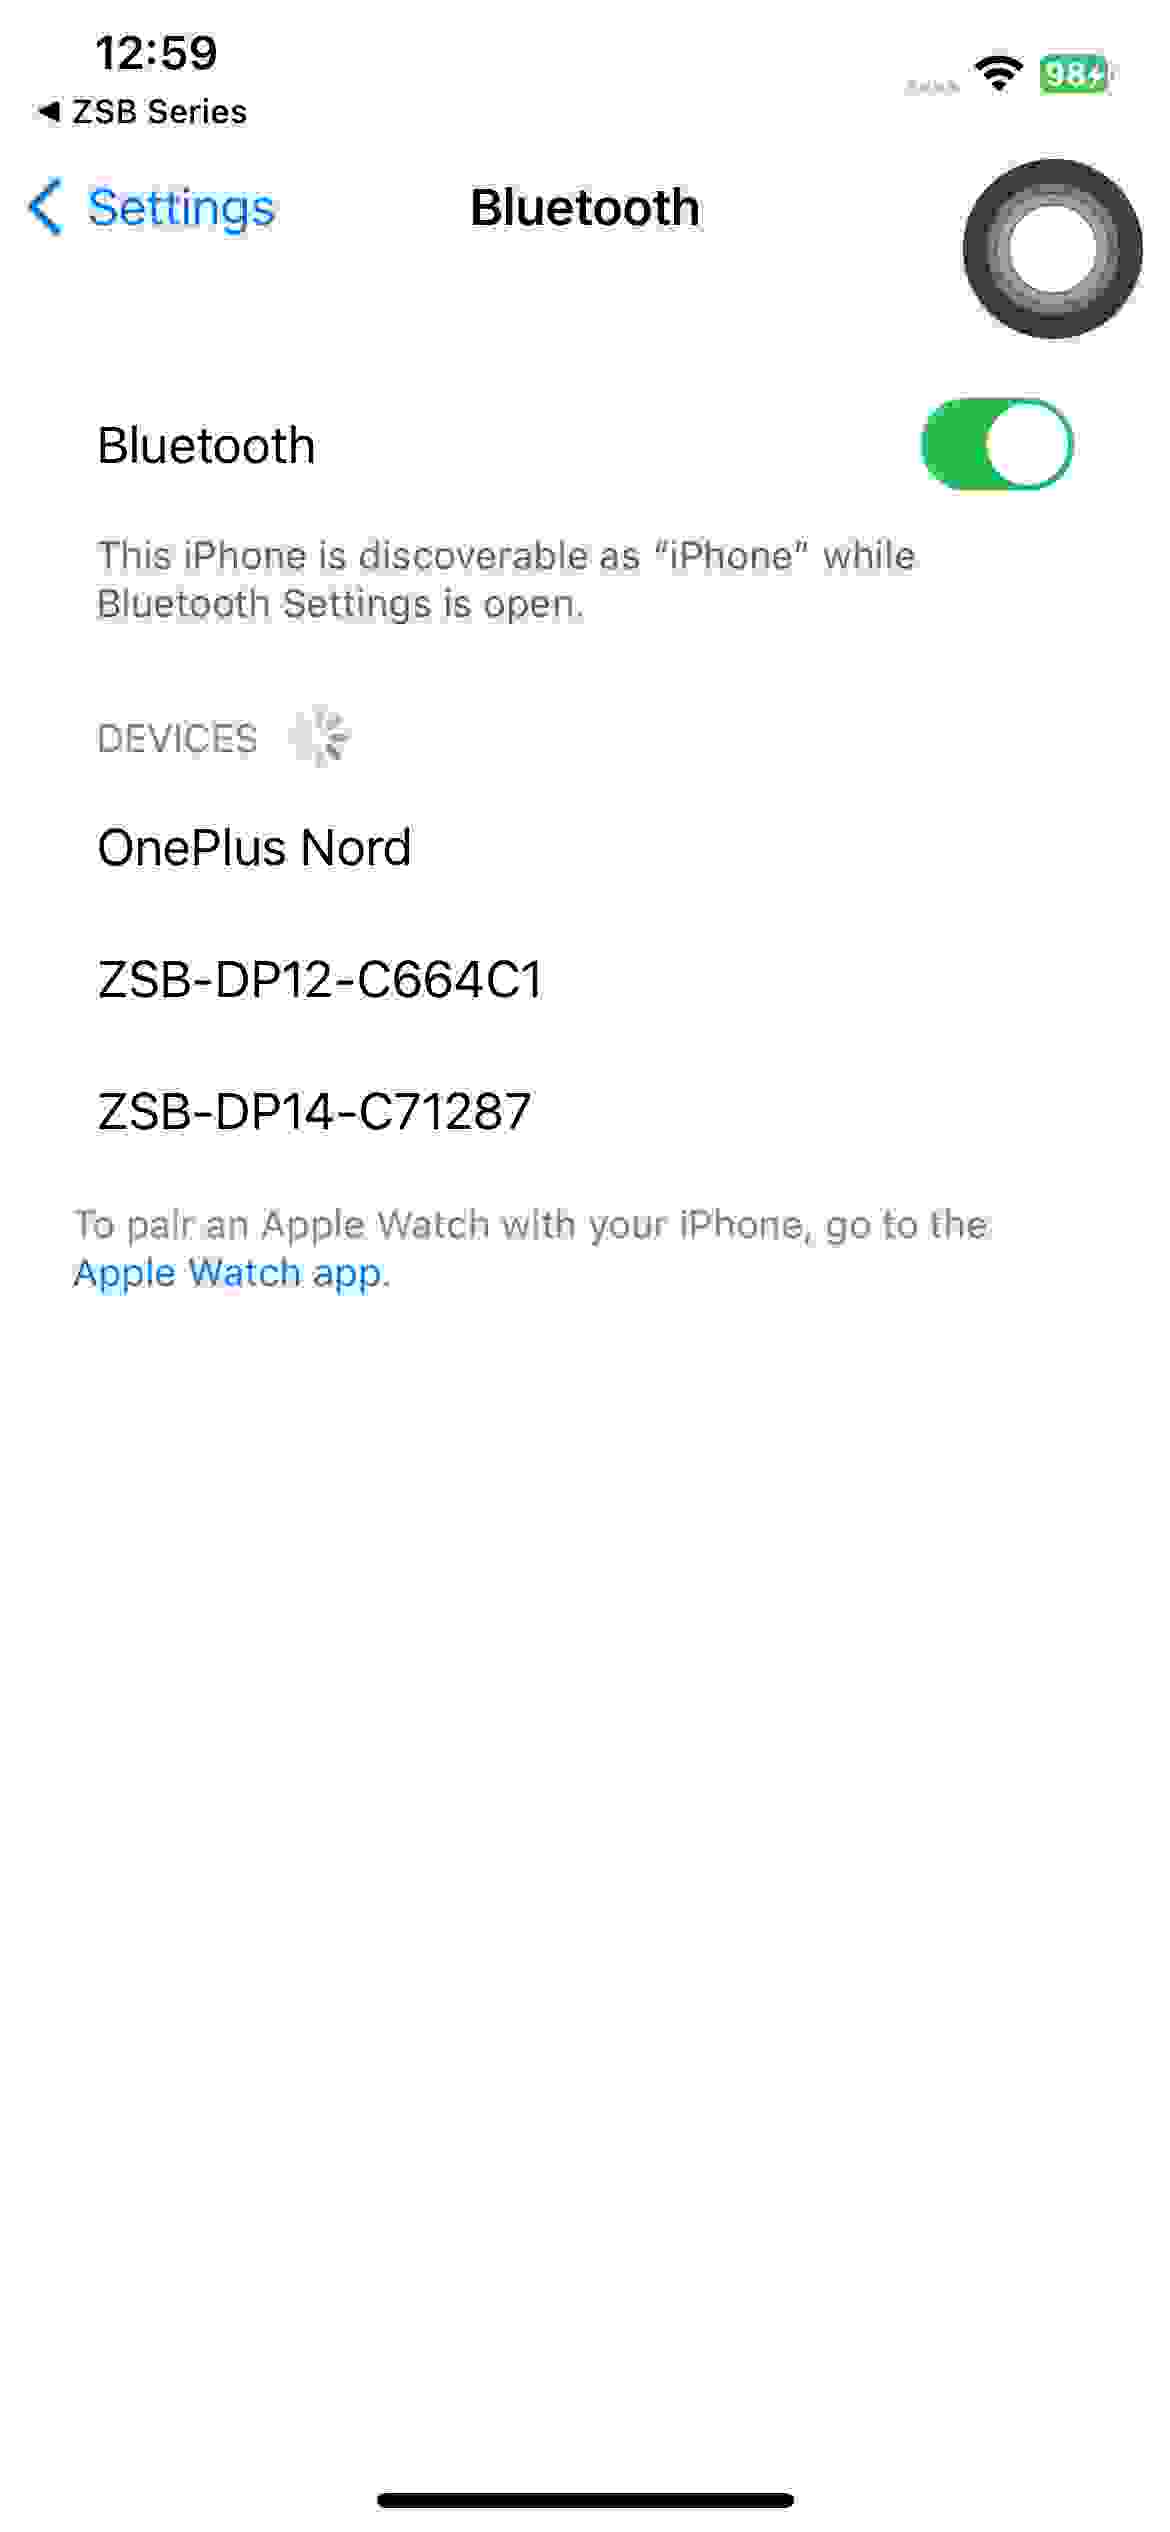 12:59
98
◀ ZSB Series
Settings
Bluetooth
Bluetooth
This iPhone is discoverable as “iPhone” while
Bluetooth Settings is open.
DEVICES
OnePlus Nord
ZSB-DP12-C664C1
ZSB-DP14-C71287
To pair an Apple Watch with your iPhone, go to the
Apple Watch app.